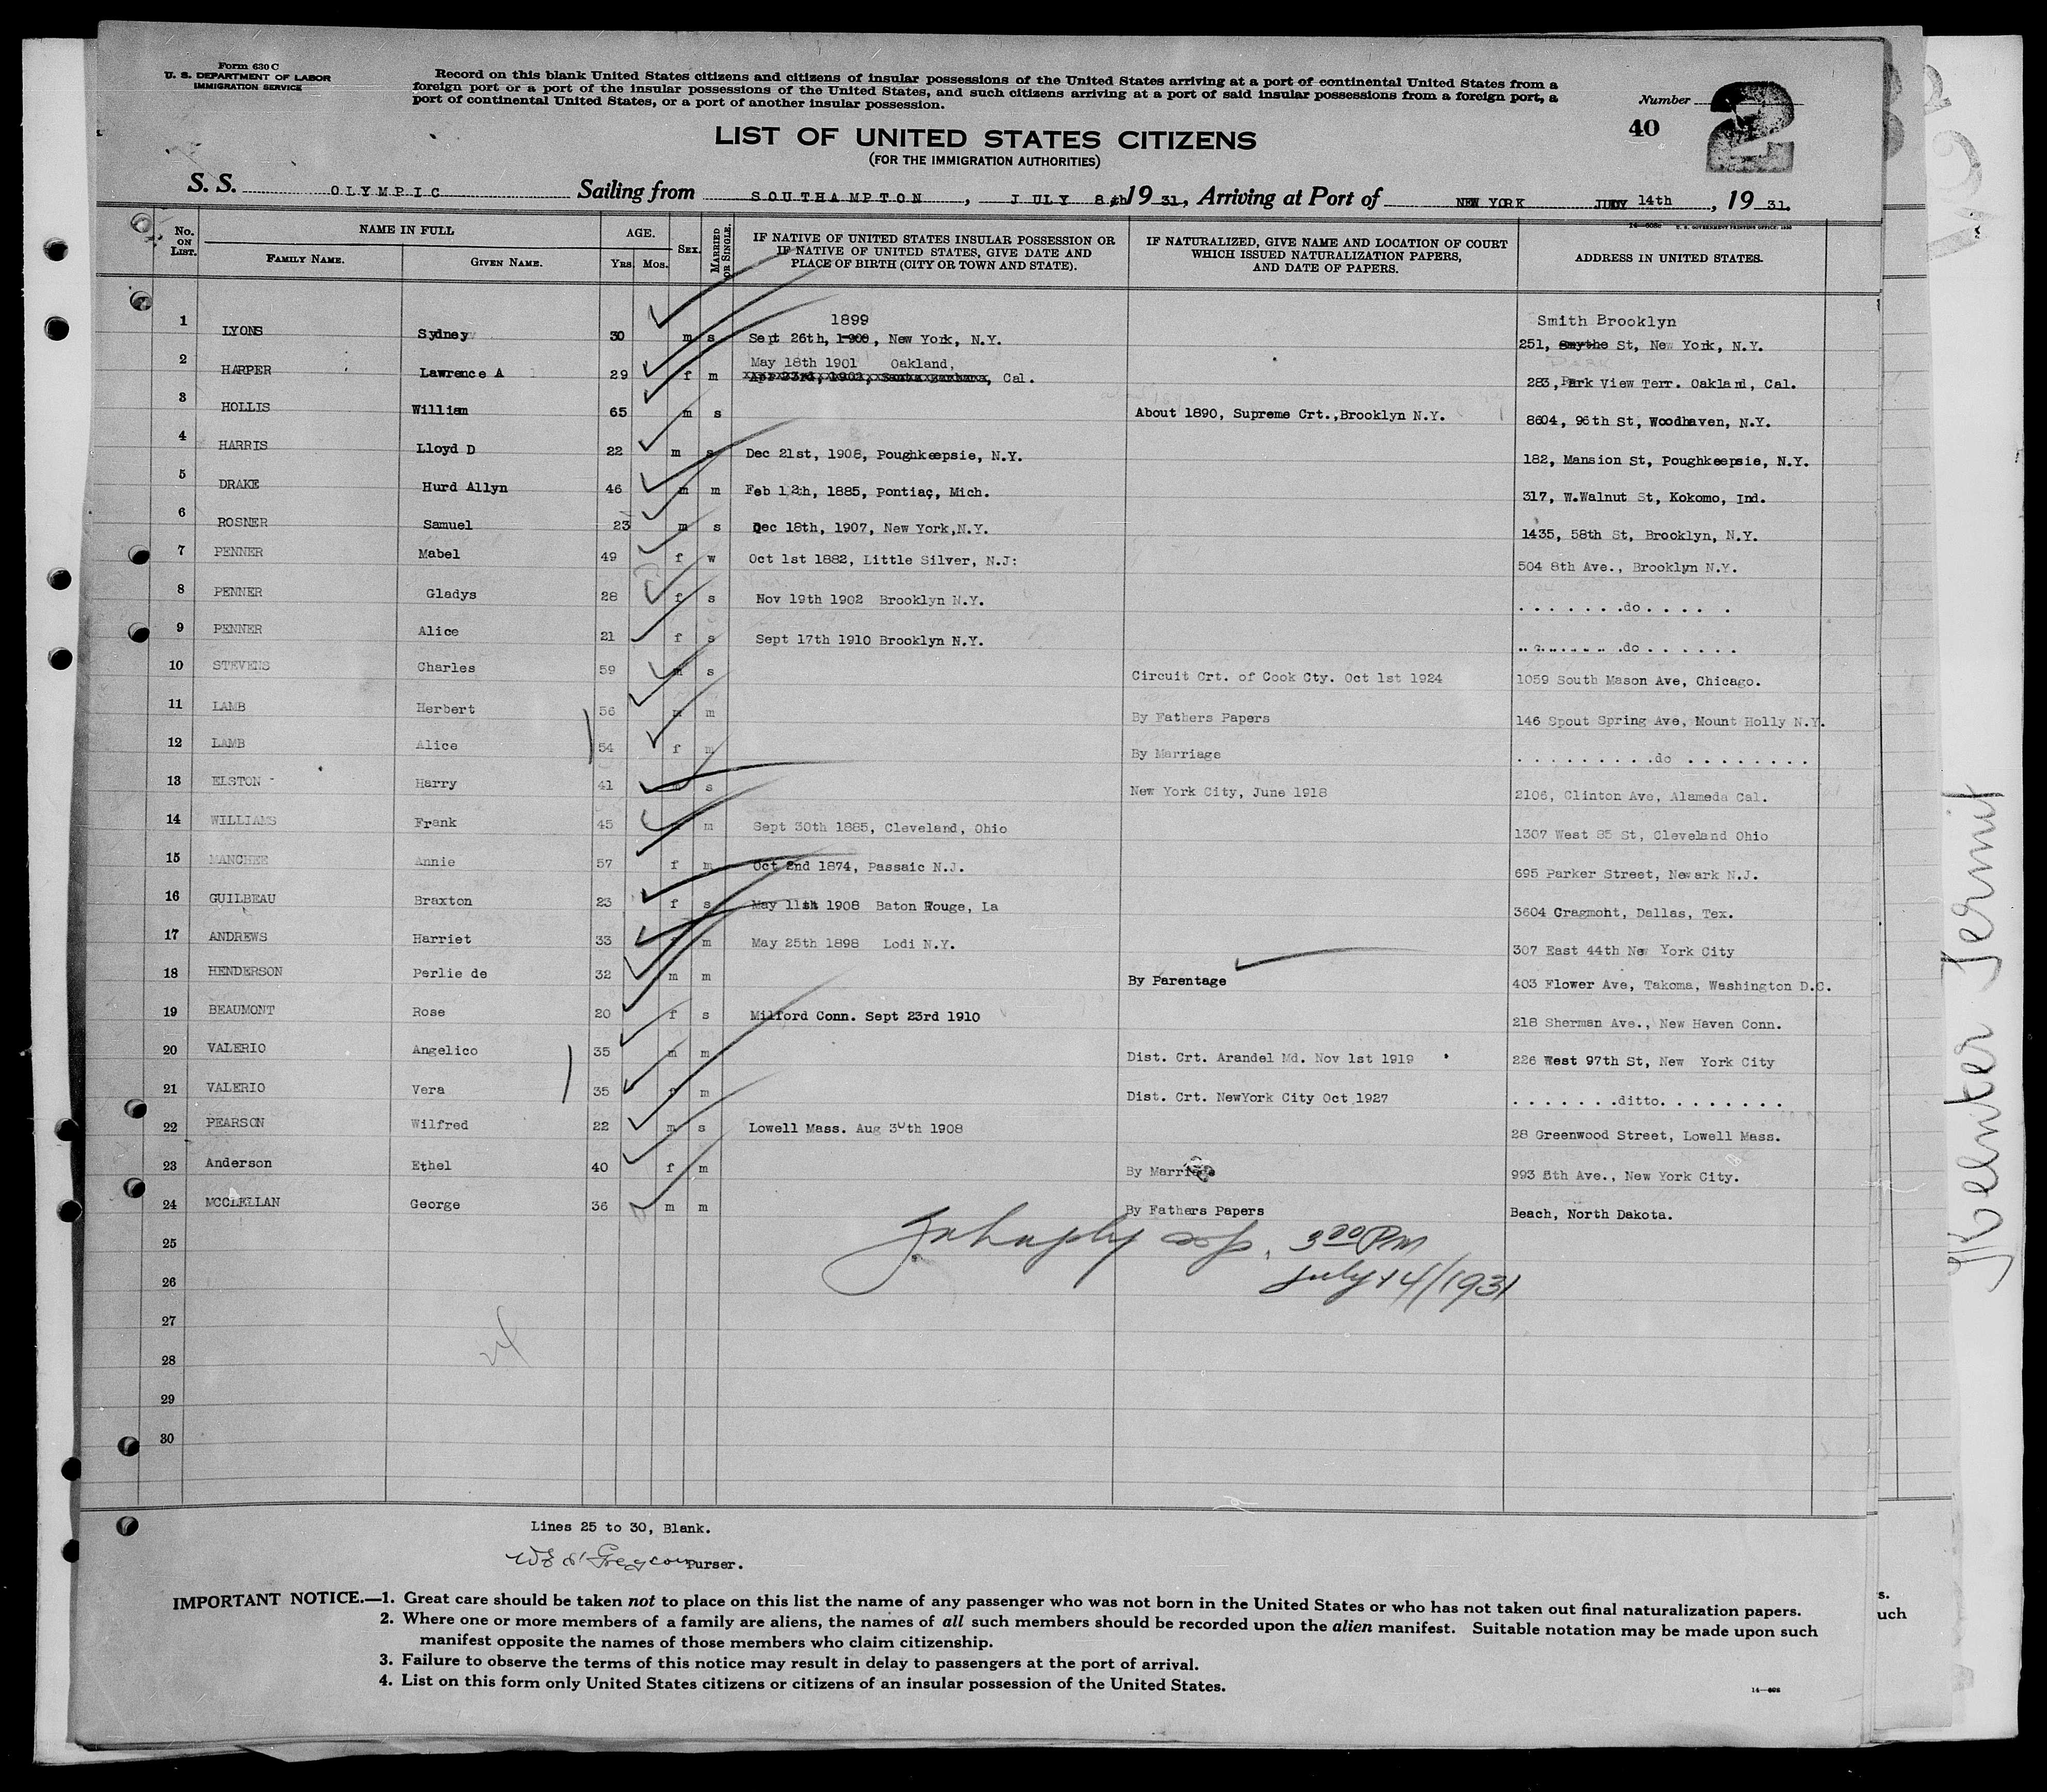 Form 630 C
U. S. DEPARTMENT OF LABOR
IMMIGRATION SERVICE
Record on this blank United States citizens and citizens of insular possessions of the United States arriving at a port of continental United States from a
foreign port or a port of the insular possessions of the United States, and such citizens arriving at a port of said insular possessions from a foreign port, a
port of continental United States, or a port of another insular possession.
Number 2
40
LIST OF UNITED STATES CITIZENS
(FOR THE IMMIGRATION AUTHORITIES)
S. S. OLYMPIC Sailing from SOUTHAMPTON, JULY 8th 19 31, Arriving at Port of NEW YORK 14th, 19 31.
No. ON LIST. NAME IN FULL AGE. SEX. MARRIED OR SINGLE. IF NATIVE OF UNITED STATES INSULAR POSSESSION OR IF NATIVE OF UNITED STATES, GIVE DATE AND PLACE OF BIRTH (CITY OR TOWN AND STATE). IF NATURALIZED, GIVE NAME AND LOCATION OF COURT WHICH ISSUED NATURALIZATION PAPERS, AND DATE OF PAPERS. ADDRESS IN UNITED STATES.
FAMILY NAME. GIVEN NAME. Yrs. Mos.
1899 Smith Brooklyn
1 LYONS Sydney 30 m s Sept 26th, 1900, New York, N.Y. 251, Smythe St, New York, N.Y.
May 18th 1901 Oakland,
2 HARPER Lawrence A 29 f m Apr 23rd, 1902, Santa Barbara, Cal. 283, Park View Terr. Oakland, Cal.
3 HOLLIS William 65 m s About 1890, Supreme Crt., Brooklyn N.Y. 8604, 96th St, Woodhaven, N.Y.
4 HARRIS Lloyd D 22 m s Dec 21st, 1908, Poughkeepsie, N.Y. 182, Mansion St, Poughkeepsie, N.Y.
5 DRAKE Hurd Allyn 46 m m Feb 12th, 1885, Pontiac, Mich. 317, W.Walnut St, Kokomo, Ind.
6 ROSNER Samuel 23 m s Dec 18th, 1907, New York,N.Y. 1435, 58th St, Brooklyn, N.Y.
7 PENNER Mabel 49 f w Oct 1st 1882, Little Silver, N.J: 504 8th Ave., Brooklyn N.Y.
8 PENNER Gladys 28 f s Nov 19th 1902 Brooklyn N.Y. . . . . . . .do . . . . .
9 PENNER Alice 21 f s Sept 17th 1910 Brooklyn N.Y. . . . . . . .do . . . . . .
10 STEVENS Charles 59 m s Circuit Crt. of Cook Cty. Oct 1st 1924 1059 South Mason Ave, Chicago.
11 LAMB Herbert 56 m m By Fathers Papers 146 Spout Spring Ave, Mount Holly N.Y.
12 LAMB Alice 54 f m By Marriage . . . . . . . . .do . . . . . . . .
13 ELSTON - Harry 41 s New York City, June 1918 2106, Clinton Ave, Alameda Cal.
14 WILLIAMS Frank 45 m Sept 30th 1885, Cleveland, Ohio 1307 West 85 St, Cleveland Ohio
15 MANCHEE Annie 57 f m Oct 2nd 1874, Passaic N.J. 695 Parker Street, Newark N.J.
16 GUILBEAU Braxton 23 f s May 11th 1908 Baton Rouge, La 3604 Cragmont, Dallas, Tex.
17 ANDREWS Harriet 33 f m May 25th 1898 Lodi N.Y. 307 East 44th New York City
18 HENDERSON Perlie de 32 m m By Parentage 403 Flower Ave, Takoma, Washington D.C.
19 BEAUMONT Rose 20 f s Milford Conn. Sept 23rd 1910 218 Sherman Ave., New Haven Conn.
20 VALERIO Angelico 35 m m Dist. Crt. Arandel Md. Nov 1st 1919 226 West 97th St, New York City
21 VALERIO Vera 35 f m Dist. Crt. NewYork City Oct 1927 . . . . . . .ditto. . . . . . . .
22 PEARSON Wilfred 22 m s Lowell Mass. Aug 30th 1908 28 Greenwood Street, Lowell Mass.
23 Anderson Ethel 40 f m By Marriage 993 5th Ave., New York City.
24 MCCLELLAN George 36 m m By Fathers Papers Beach, North Dakota.
25 3 00 PM
26 July 14/1931
27
28 24
29
30
Lines 25 to 30, Blank.
Purser.
IMPORTANT NOTICE.—1. Great care should be taken not to place on this list the name of any passenger who was not born in the United States or who has not taken out final naturalization papers.
2. Where one or more members of a family are aliens, the names of all such members should be recorded upon the alien manifest. Suitable notation may be made upon such
manifest opposite the names of those members who claim citizenship.
3. Failure to observe the terms of this notice may result in delay to passengers at the port of arrival.
4. List on this form only United States citizens or citizens of an insular possession of the United States.